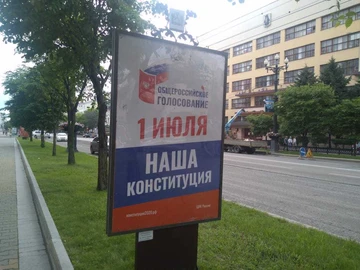 ОБЩЕРОССИЙСКОЕ
ГОЛОСОВАНИЕ
1 ИЮЛЯ
НАША
КОНСТИТУЦИЯ